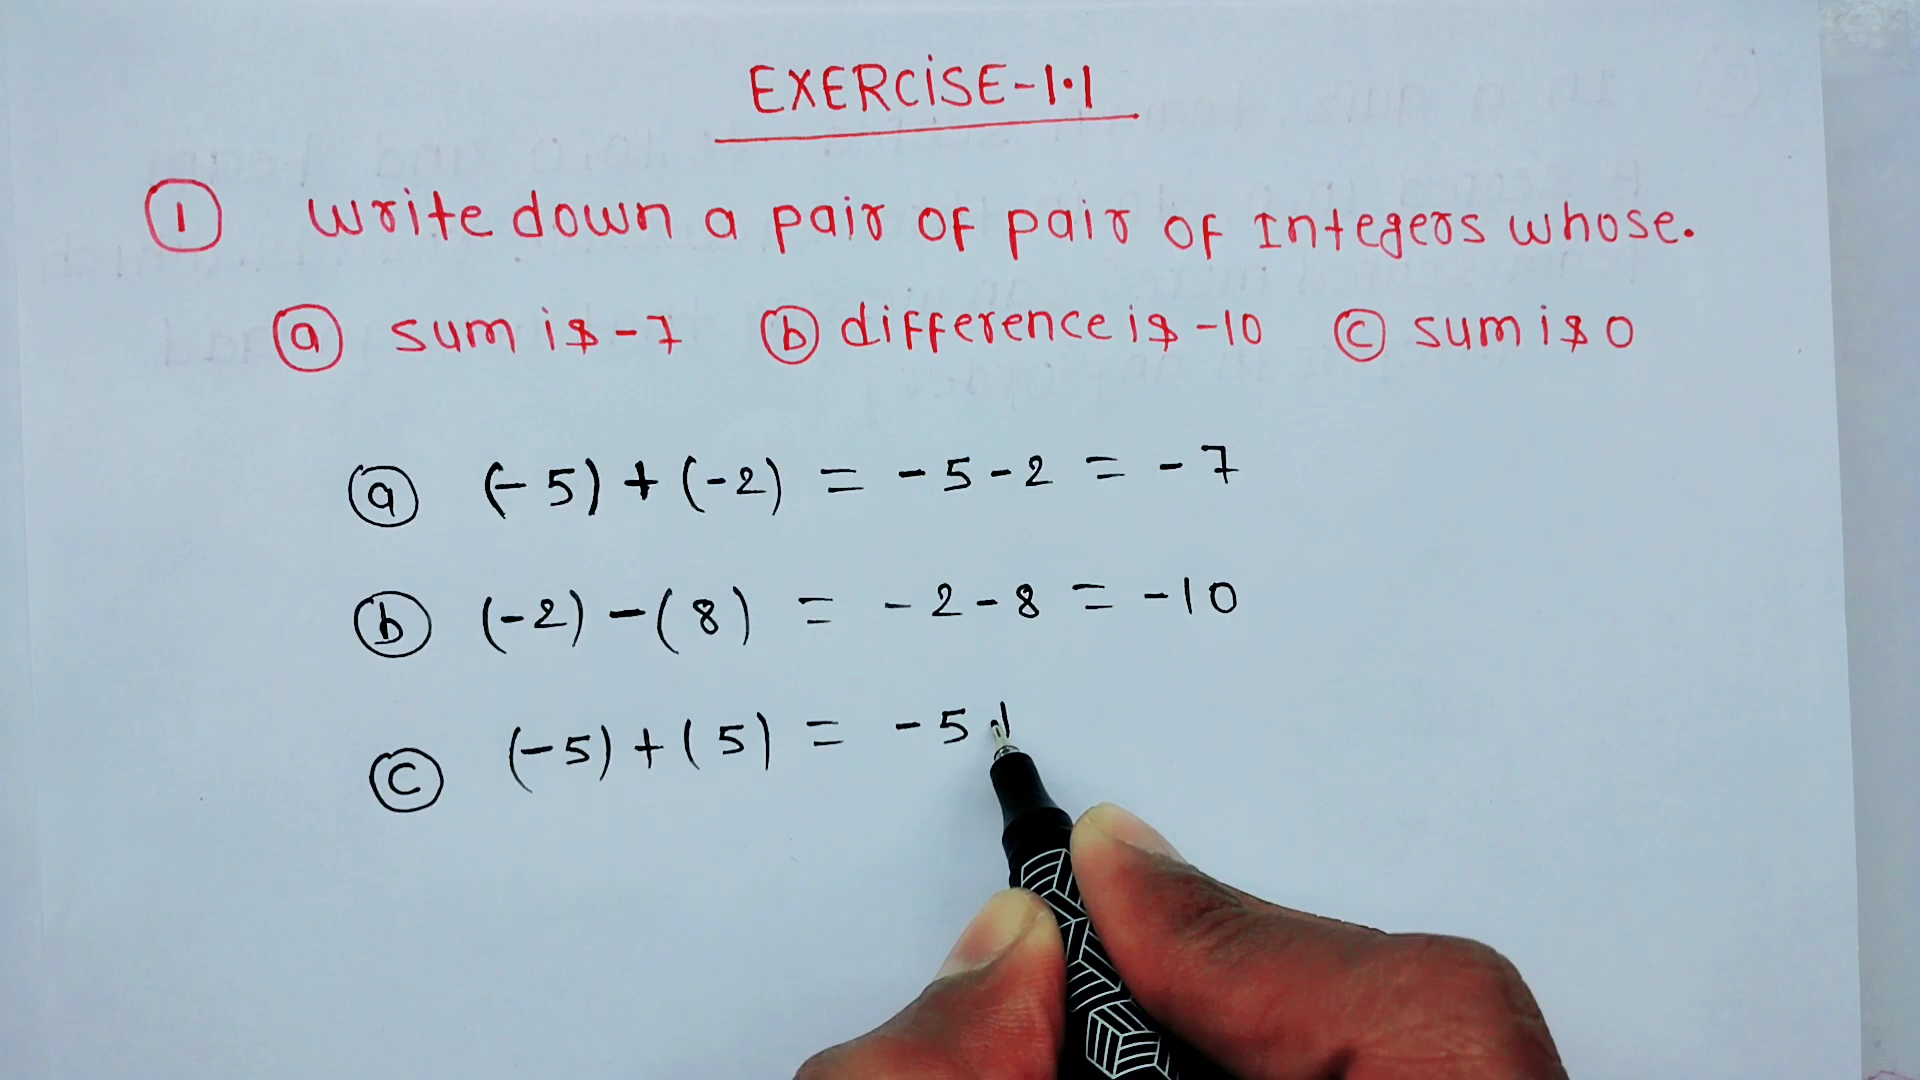 EXERCiSE-1.1
1 write down a pair of pair of Integers whose.
a sum is -7 b difference is -10 c sum is 0
a (-5) + (-2) = -5-2 = -7
b (-2) - (8) = -2-8 = -10
c (-5) + (5) = -5